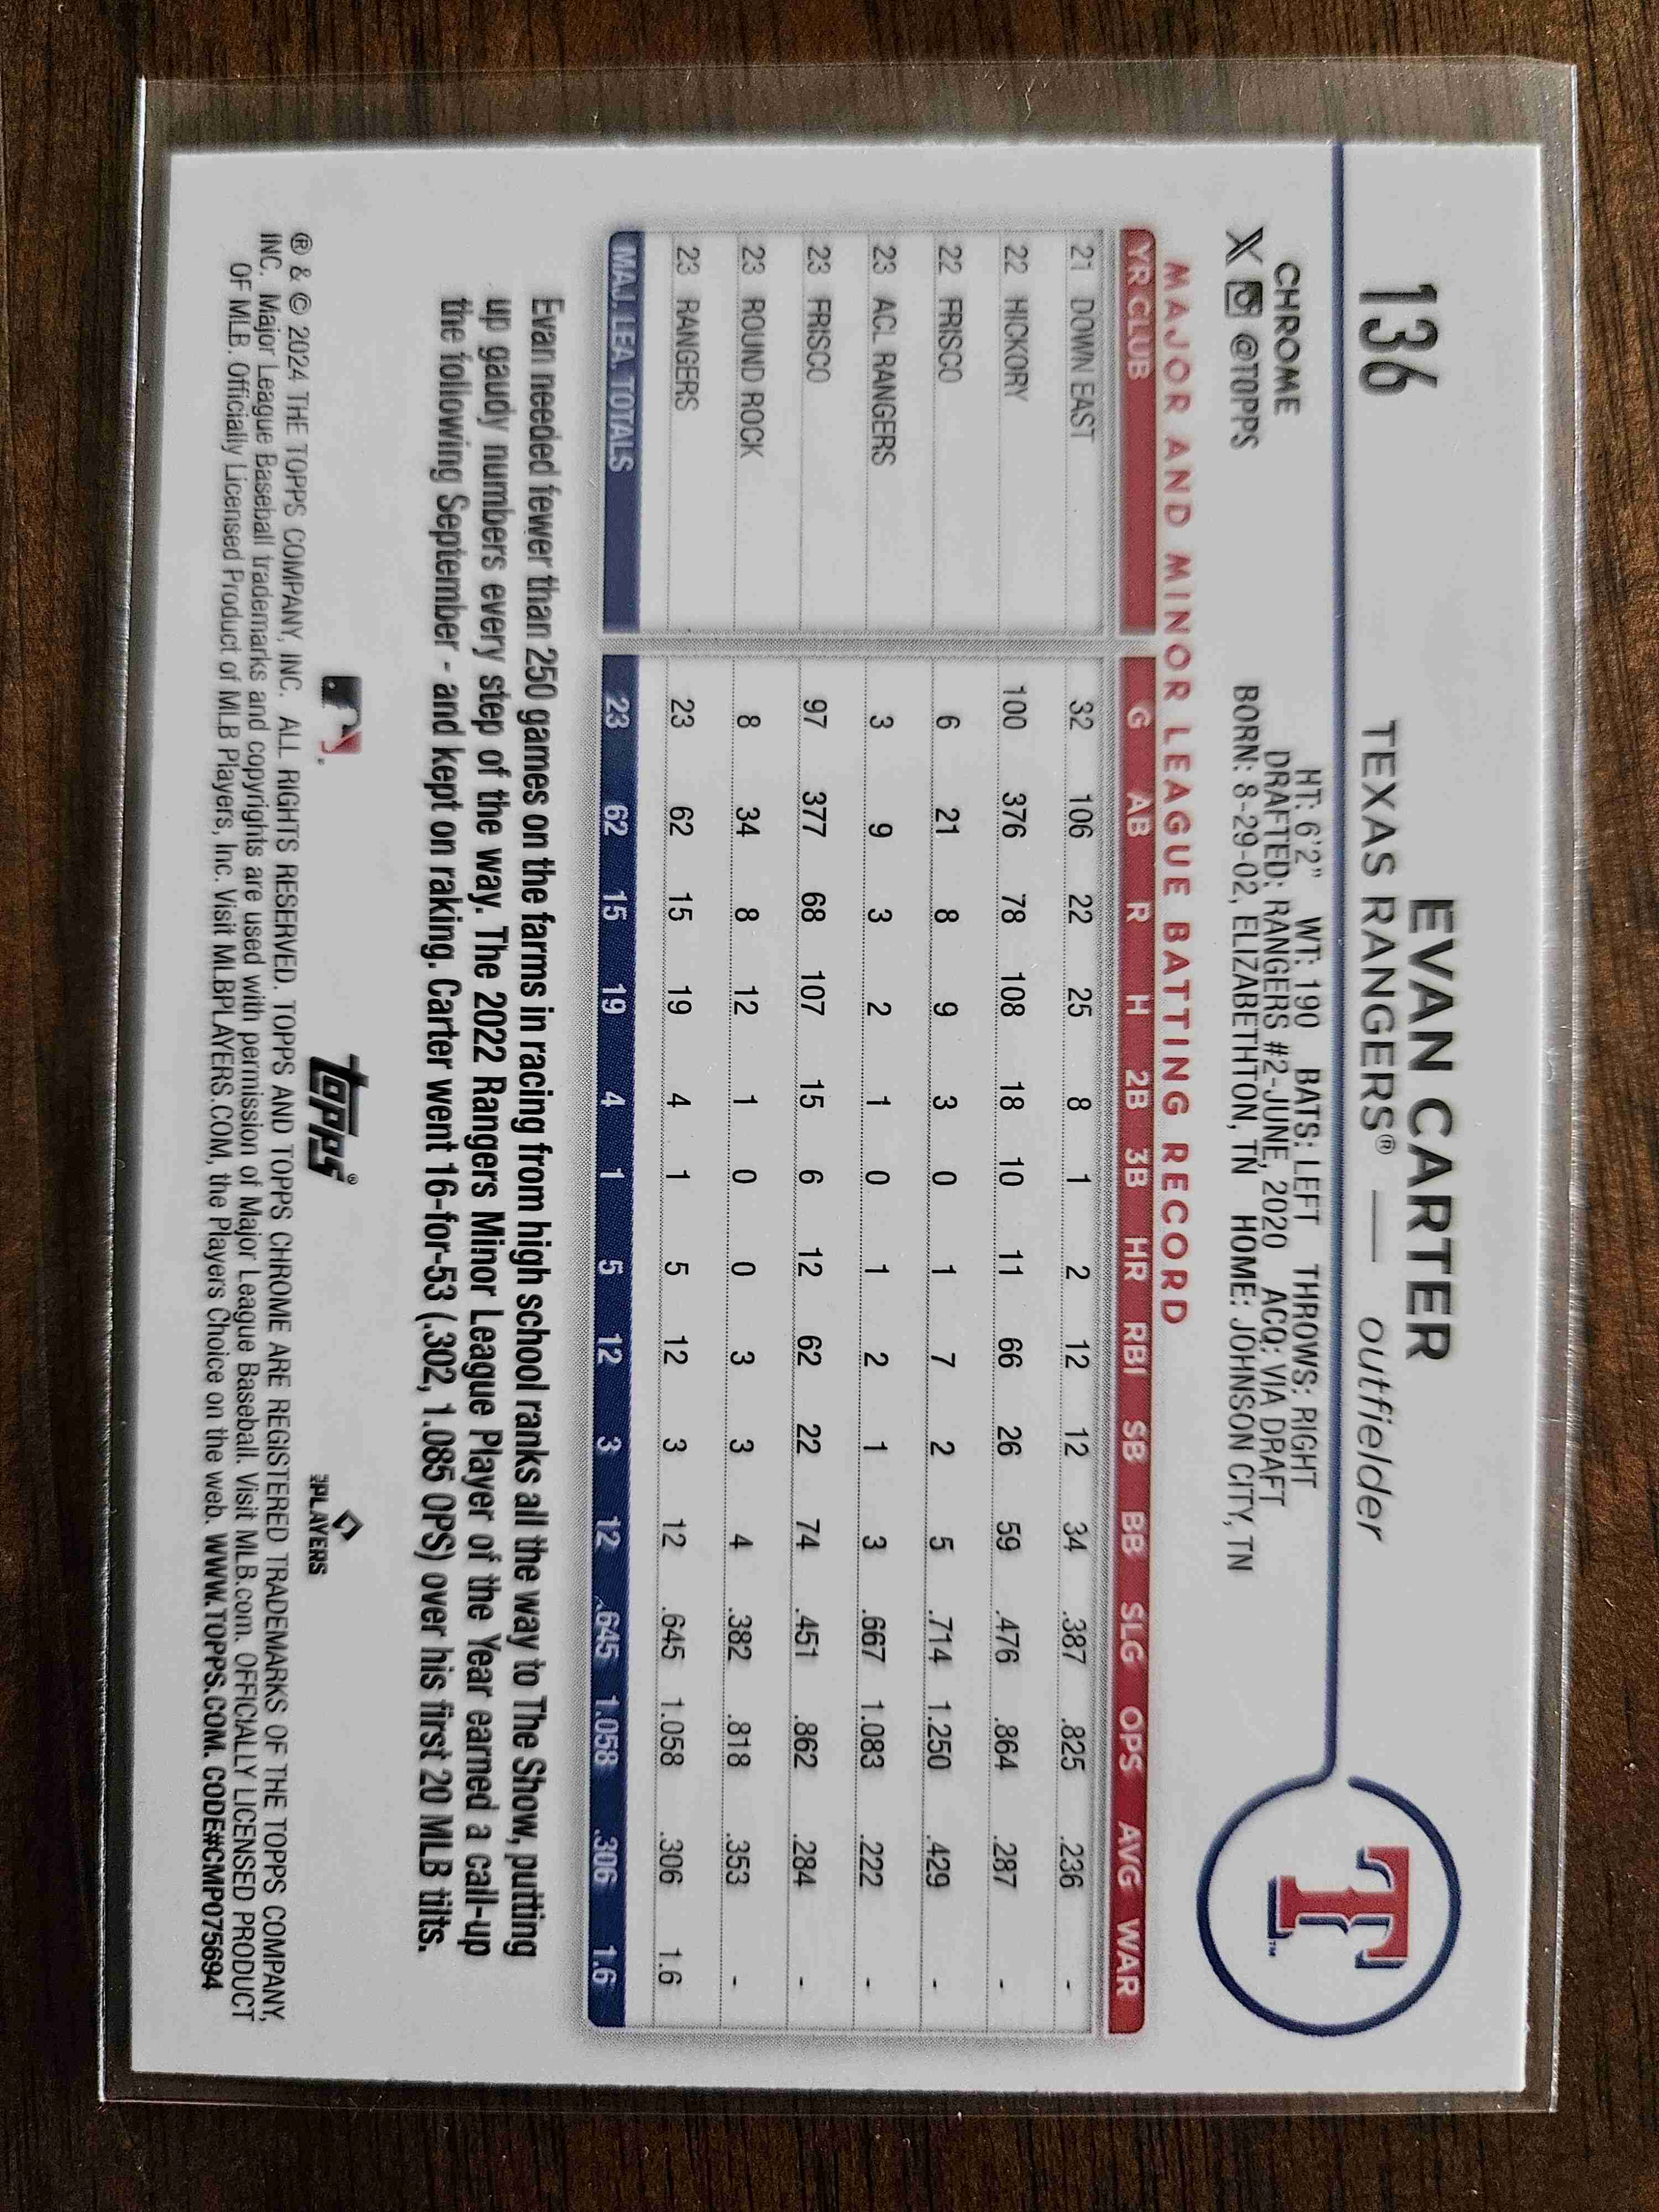 136
EVAN CARTER
TEXAS RANGERS® — outfielder
CHROME
X @TOPPS
HT: 6'2" WT: 190 BATS: LEFT THROWS: RIGHT
DRAFTED: RANGERS #2-JUNE, 2020 ACQ: VIA DRAFT
BORN: 8-29-02, ELIZABETHTON, TN HOME: JOHNSON CITY, TN
T™
MAJOR AND MINOR LEAGUE BATTING RECORD
YR CLUB G AB R H 2B 3B HR RBI SB BB SLG OPS AVG WAR
21 DOWN EAST 32 106 22 25 8 1 2 12 12 34 .387 .825 .236 -
22 HICKORY 100 376 78 108 18 10 11 66 26 59 .476 .864 .287 -
22 FRISCO 6 21 8 9 3 0 1 7 2 5 .714 1.250 .429 -
23 ACL RANGERS 3 9 3 2 1 0 1 2 1 3 .667 1.083 .222 -
23 FRISCO 97 377 68 107 15 6 12 62 22 74 .451 .862 .284 -
23 ROUND ROCK 8 34 8 12 1 0 0 3 3 4 .382 .818 .353 -
23 RANGERS 23 62 15 19 4 1 5 12 3 12 .645 1.058 .306 1.6
MAJ. LEA. TOTALS 23 62 15 19 4 1 5 12 3 12 .645 1.058 .306 1.6
Evan needed fewer than 250 games on the farms in racing from high school ranks all the way to The Show, putting
up gaudy numbers every step of the way. The 2022 Rangers Minor League Player of the Year earned a call-up
the following September - and kept on raking. Carter went 16-for-53 (.302, 1.085 OPS) over his first 20 MLB tilts.
topps®
PLAYERS
® & © 2024 THE TOPPS COMPANY, INC. ALL RIGHTS RESERVED. TOPPS AND TOPPS CHROME ARE REGISTERED TRADEMARKS OF THE TOPPS COMPANY,
INC. Major League Baseball trademarks and copyrights are used with permission of Major League Baseball. Visit MLB.com. OFFICIALLY LICENSED PRODUCT
OF MLB. Officially Licensed Product of MLB Players, Inc. Visit MLBPLAYERS.COM, the Players Choice on the web. WWW.TOPPS.COM. CODE#CMP075694